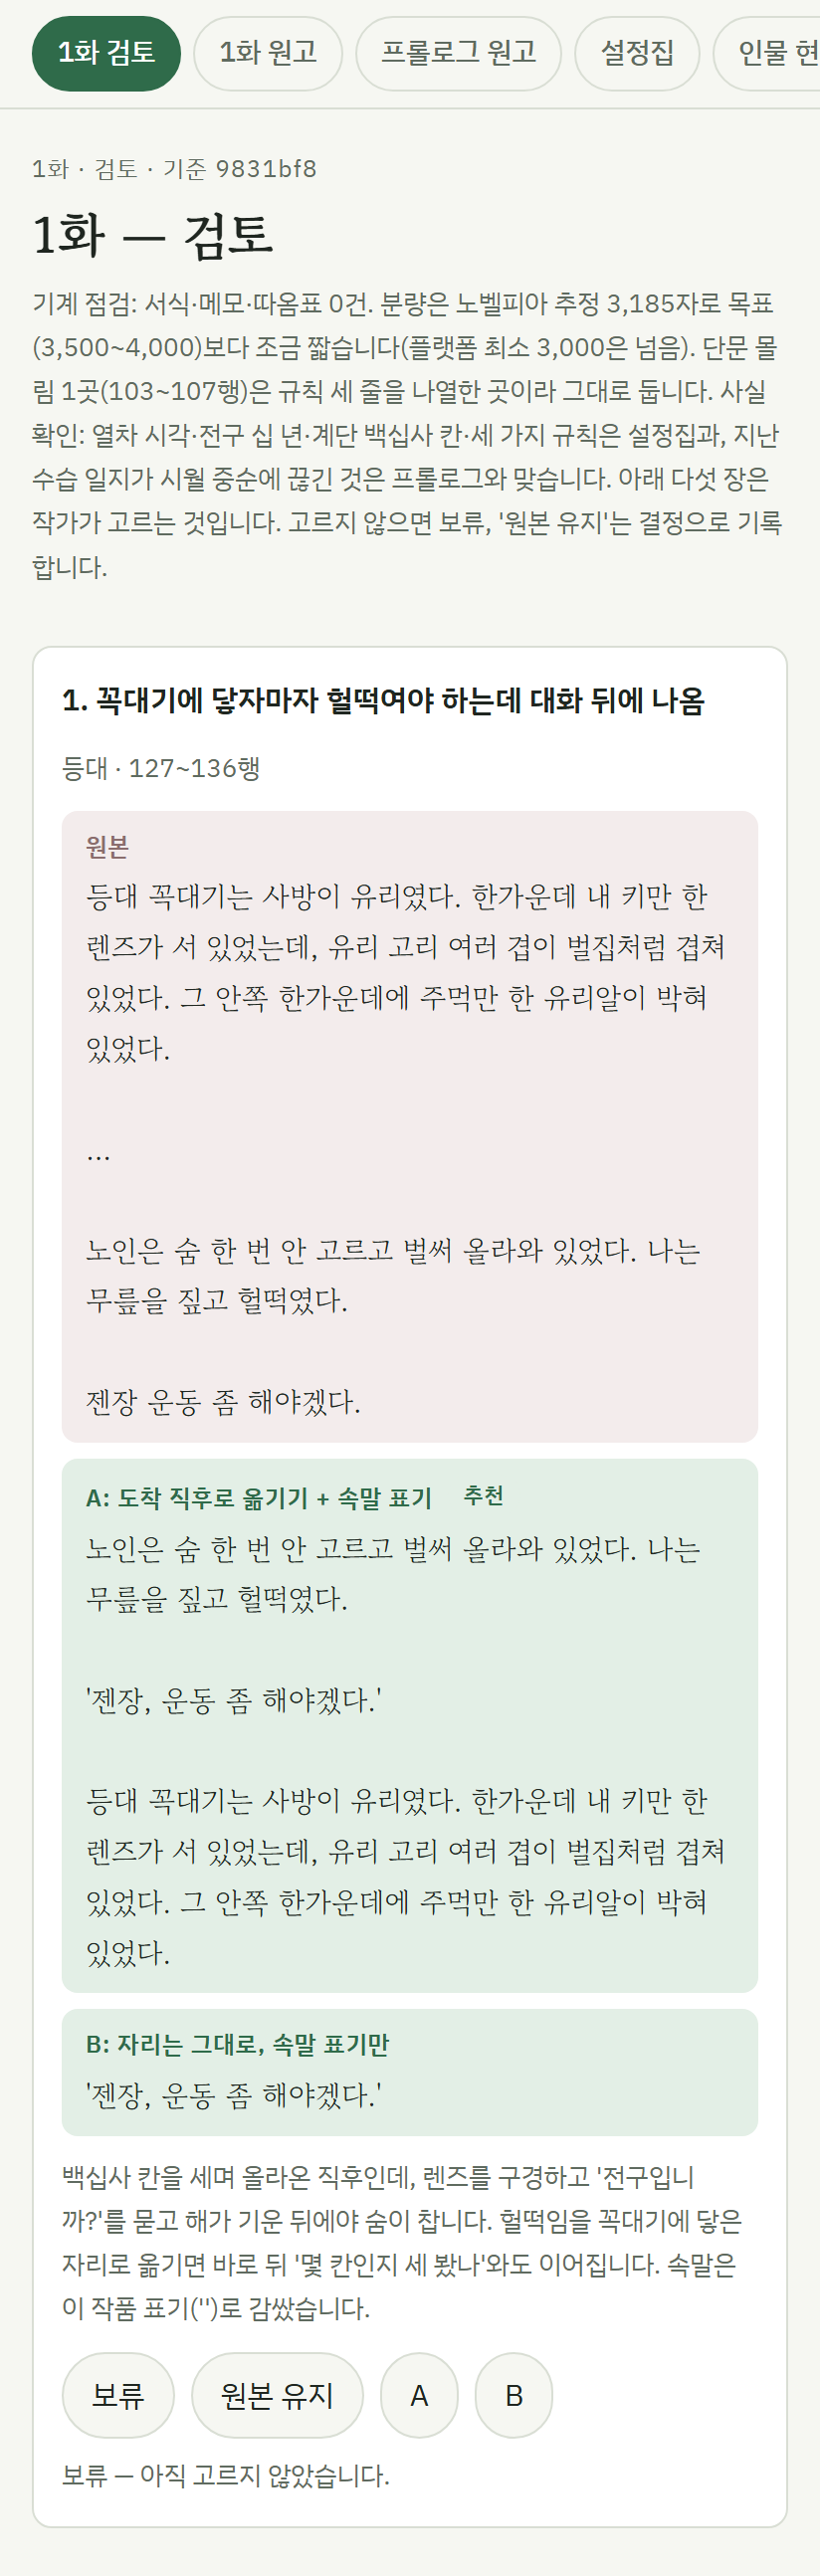 1화 검토
1화 원고
프롤로그 원고
설정집
인물 현
1화 · 검토 · 기준 9831bf8
1화 — 검토
기계 점검: 서식·메모·따옴표 0건. 분량은 노벨피아 추정 3,185자로 목표
(3,500~4,000)보다 조금 짧습니다(플랫폼 최소 3,000은 넘음). 단문 몰
림 1곳(103~107행)은 규칙 세 줄을 나열한 곳이라 그대로 둡니다. 사실
확인: 열차 시각·전구 십 년·계단 백십사 칸·세 가지 규칙은 설정집과, 지난
수습 일지가 시월 중순에 끊긴 것은 프롤로그와 맞습니다. 아래 다섯 장은
작가가 고르는 것입니다. 고르지 않으면 보류, '원본 유지'는 결정으로 기록
합니다.
1. 꼭대기에 닿자마자 헐떡여야 하는데 대화 뒤에 나옴
등대 · 127~136행
원본
등대 꼭대기는 사방이 유리였다. 한가운데 내 키만 한
렌즈가 서 있었는데, 유리 고리 여러 겹이 벌집처럼 겹쳐
있었다. 그 안쪽 한가운데에 주먹만 한 유리알이 박혀
있었다.
...
노인은 숨 한 번 안 고르고 벌써 올라와 있었다. 나는
무릎을 짚고 헐떡였다.
젠장 운동 좀 해야겠다.
A: 도착 직후로 옮기기 + 속말 표기 추천
노인은 숨 한 번 안 고르고 벌써 올라와 있었다. 나는
무릎을 짚고 헐떡였다.
'젠장, 운동 좀 해야겠다.'
등대 꼭대기는 사방이 유리였다. 한가운데 내 키만 한
렌즈가 서 있었는데, 유리 고리 여러 겹이 벌집처럼 겹쳐
있었다. 그 안쪽 한가운데에 주먹만 한 유리알이 박혀
있었다.
B: 자리는 그대로, 속말 표기만
'젠장, 운동 좀 해야겠다.'
백십사 칸을 세며 올라온 직후인데, 렌즈를 구경하고 '전구입니
까?'를 묻고 해가 기운 뒤에야 숨이 찹니다. 헐떡임을 꼭대기에 닿은
자리로 옮기면 바로 뒤 '몇 칸인지 세 봤나'와도 이어집니다. 속말은
이 작품 표기('')로 감쌌습니다.
보류
원본 유지
A
B
보류 — 아직 고르지 않았습니다.